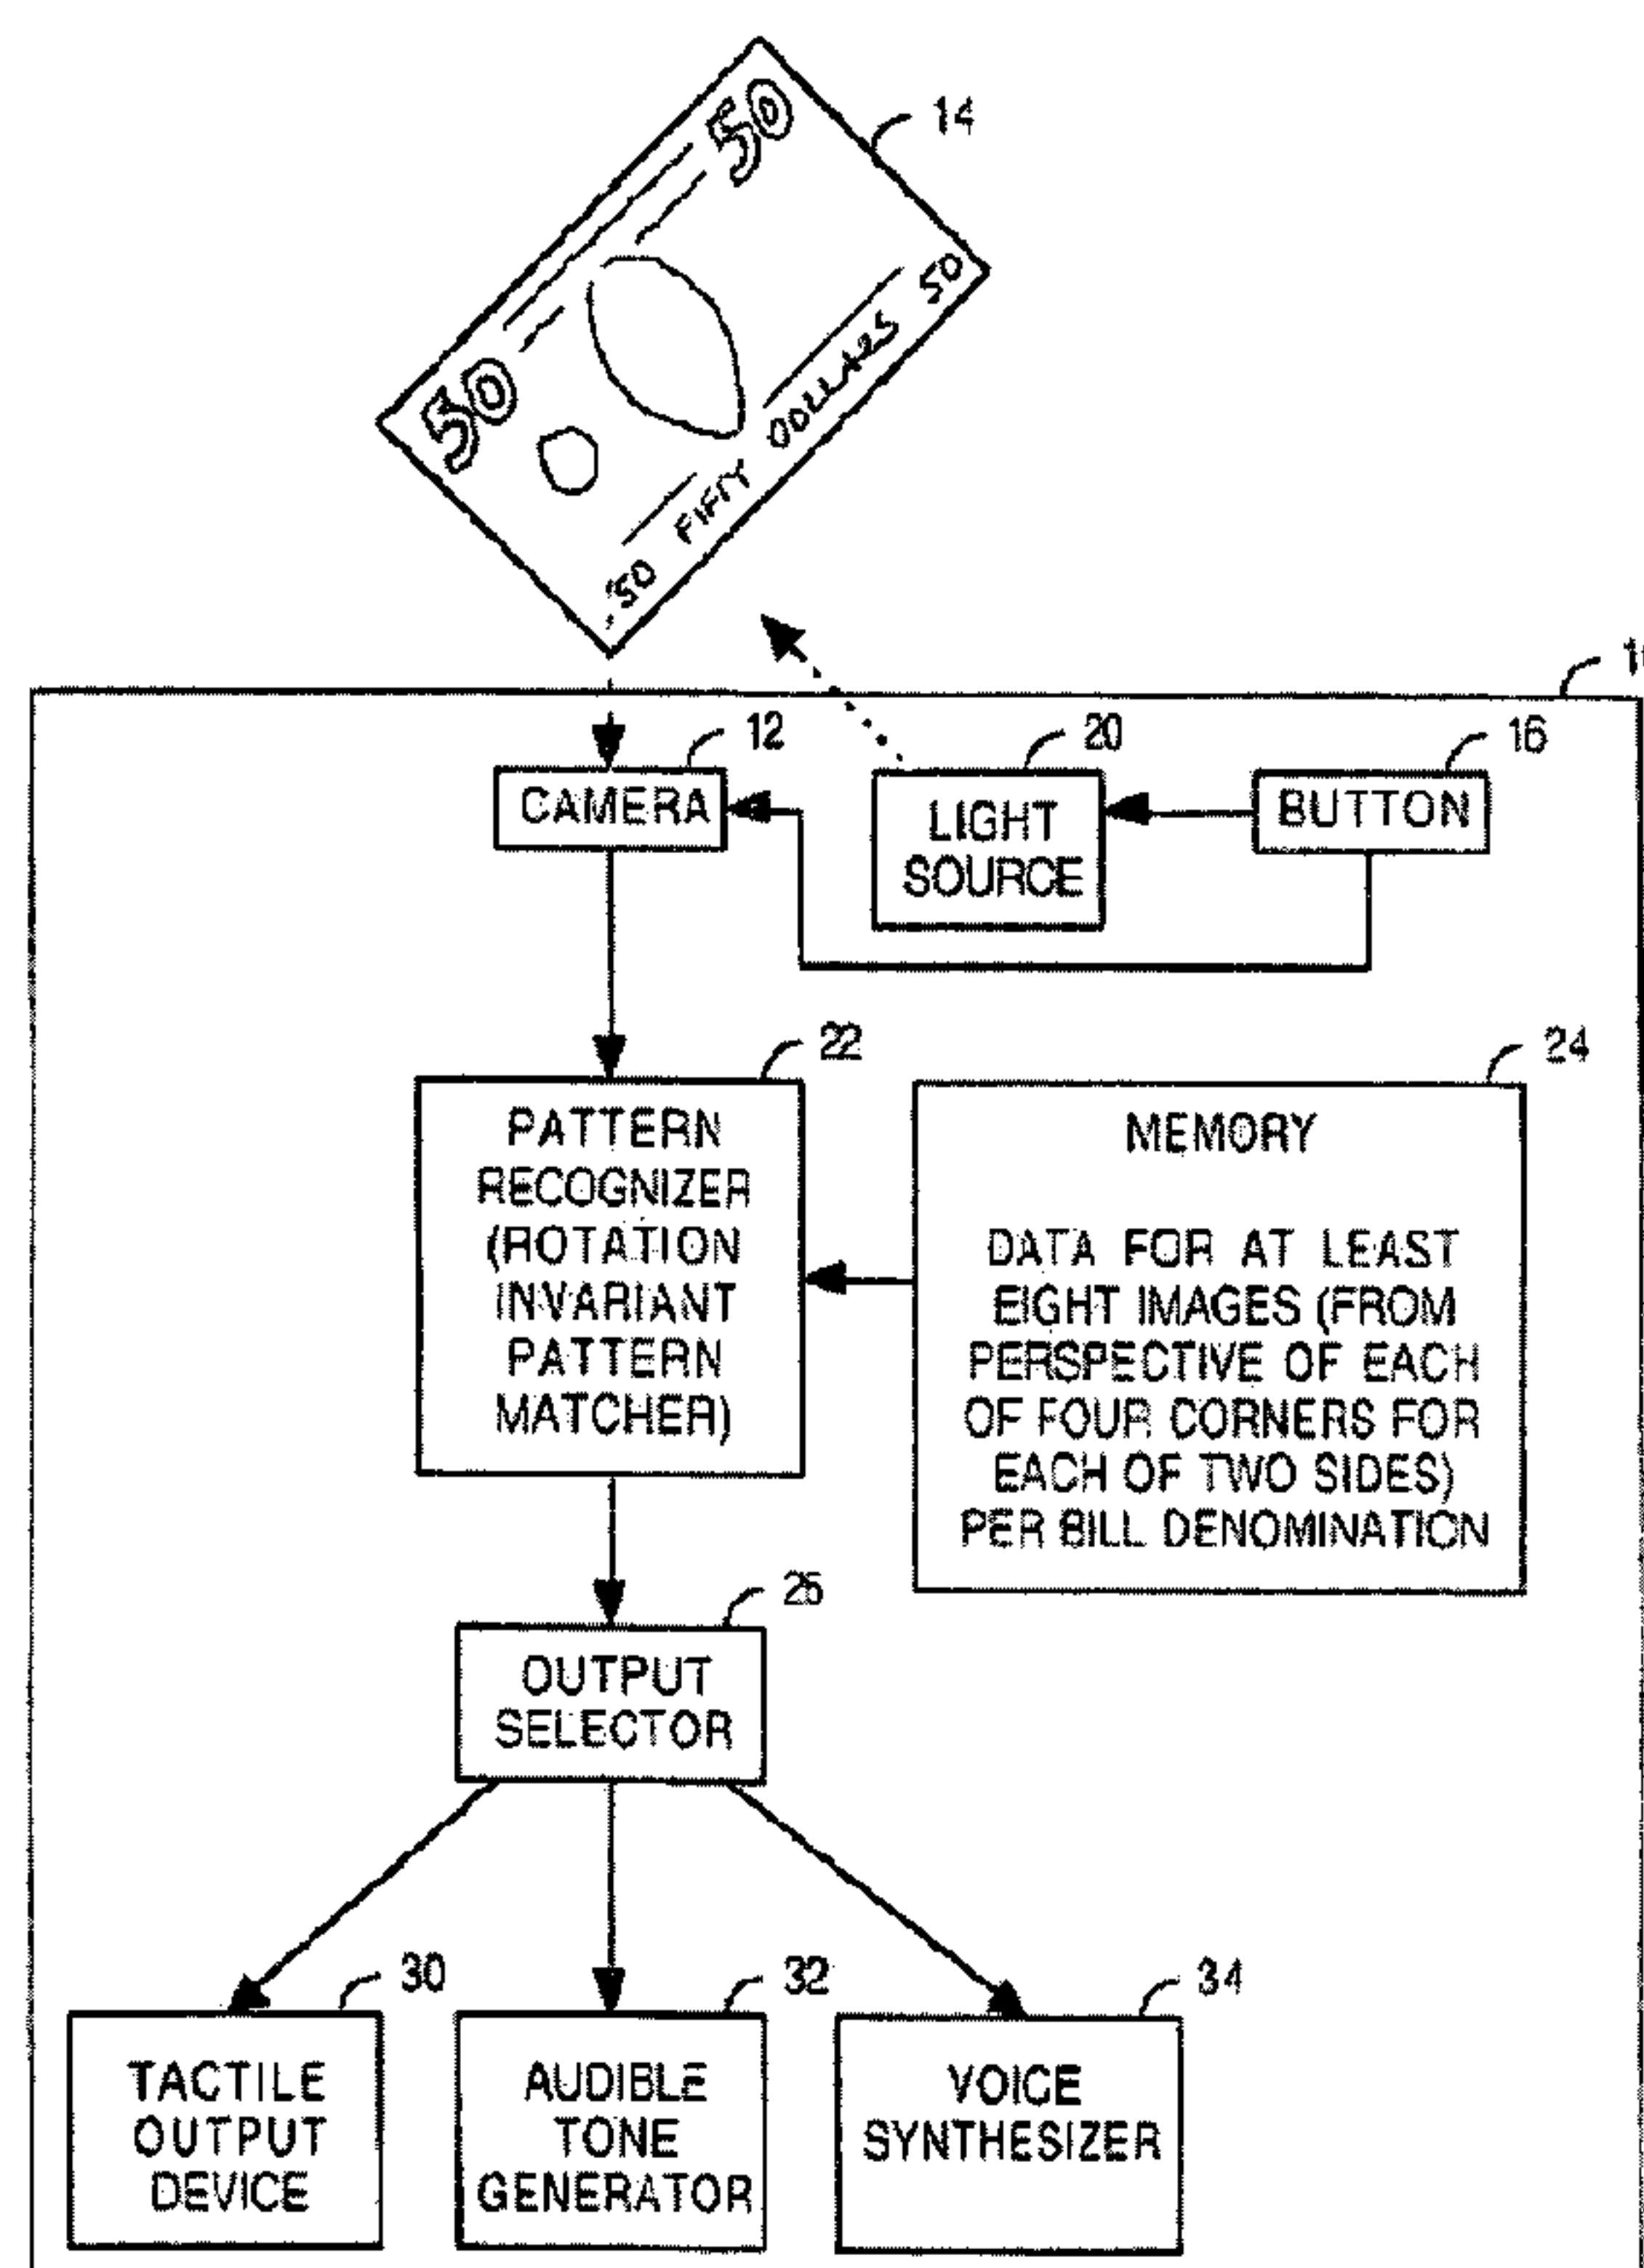 50
14
50
50
FIFTY
DOLLARS
50
12
CAMERA
20
LIGHT
SOURCE
16
BUTTON
22
PATTERN
RECOGNIZER
(ROTATION
INVARIANT
PATTERN
MATCHER)
24
MEMORY
DATA FOR AT LEAST
EIGHT IMAGES (FROM
PERSPECTIVE OF EACH
OF FOUR CORNERS FOR
EACH OF TWO SIDES)
PER BILL DENOMINATION
26
OUTPUT
SELECTOR
30
TACTILE
OUTPUT
DEVICE
32
AUDIBLE
TONE
GENERATOR
34
VOICE
SYNTHESIZER